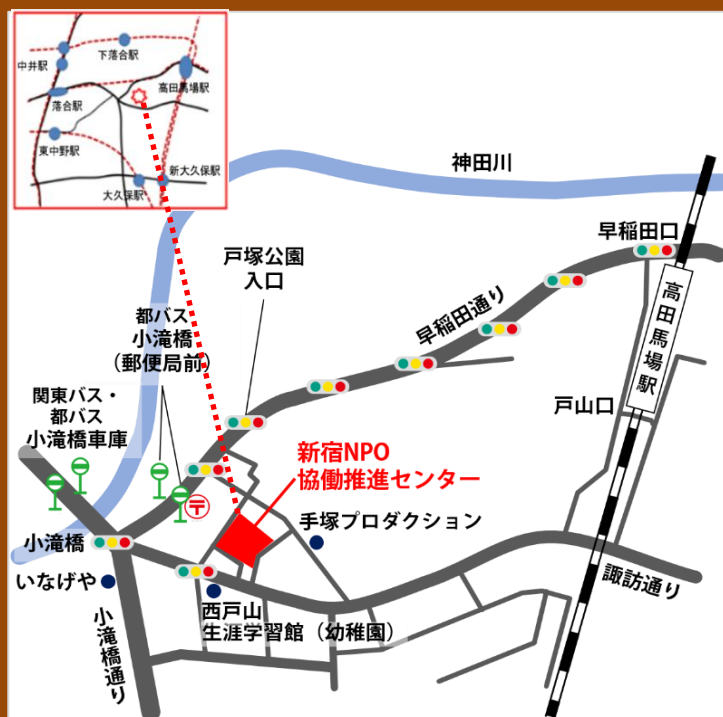 中井駅
下落合駅
高田馬場駅
落合駅
東中野駅
新大久保駅
大久保駅
神田川
早稲田口
戸塚公園
入口
早稲田通り
高田馬場駅
都バス
小滝橋
（郵便局前）
戸山口
関東バス・
都バス
小滝橋車庫
新宿NPO
協働推進センター
〒
手塚プロダクション
小滝橋
いなげや
西戸山
生涯学習館（幼稚園）
諏訪通り
小滝橋通り